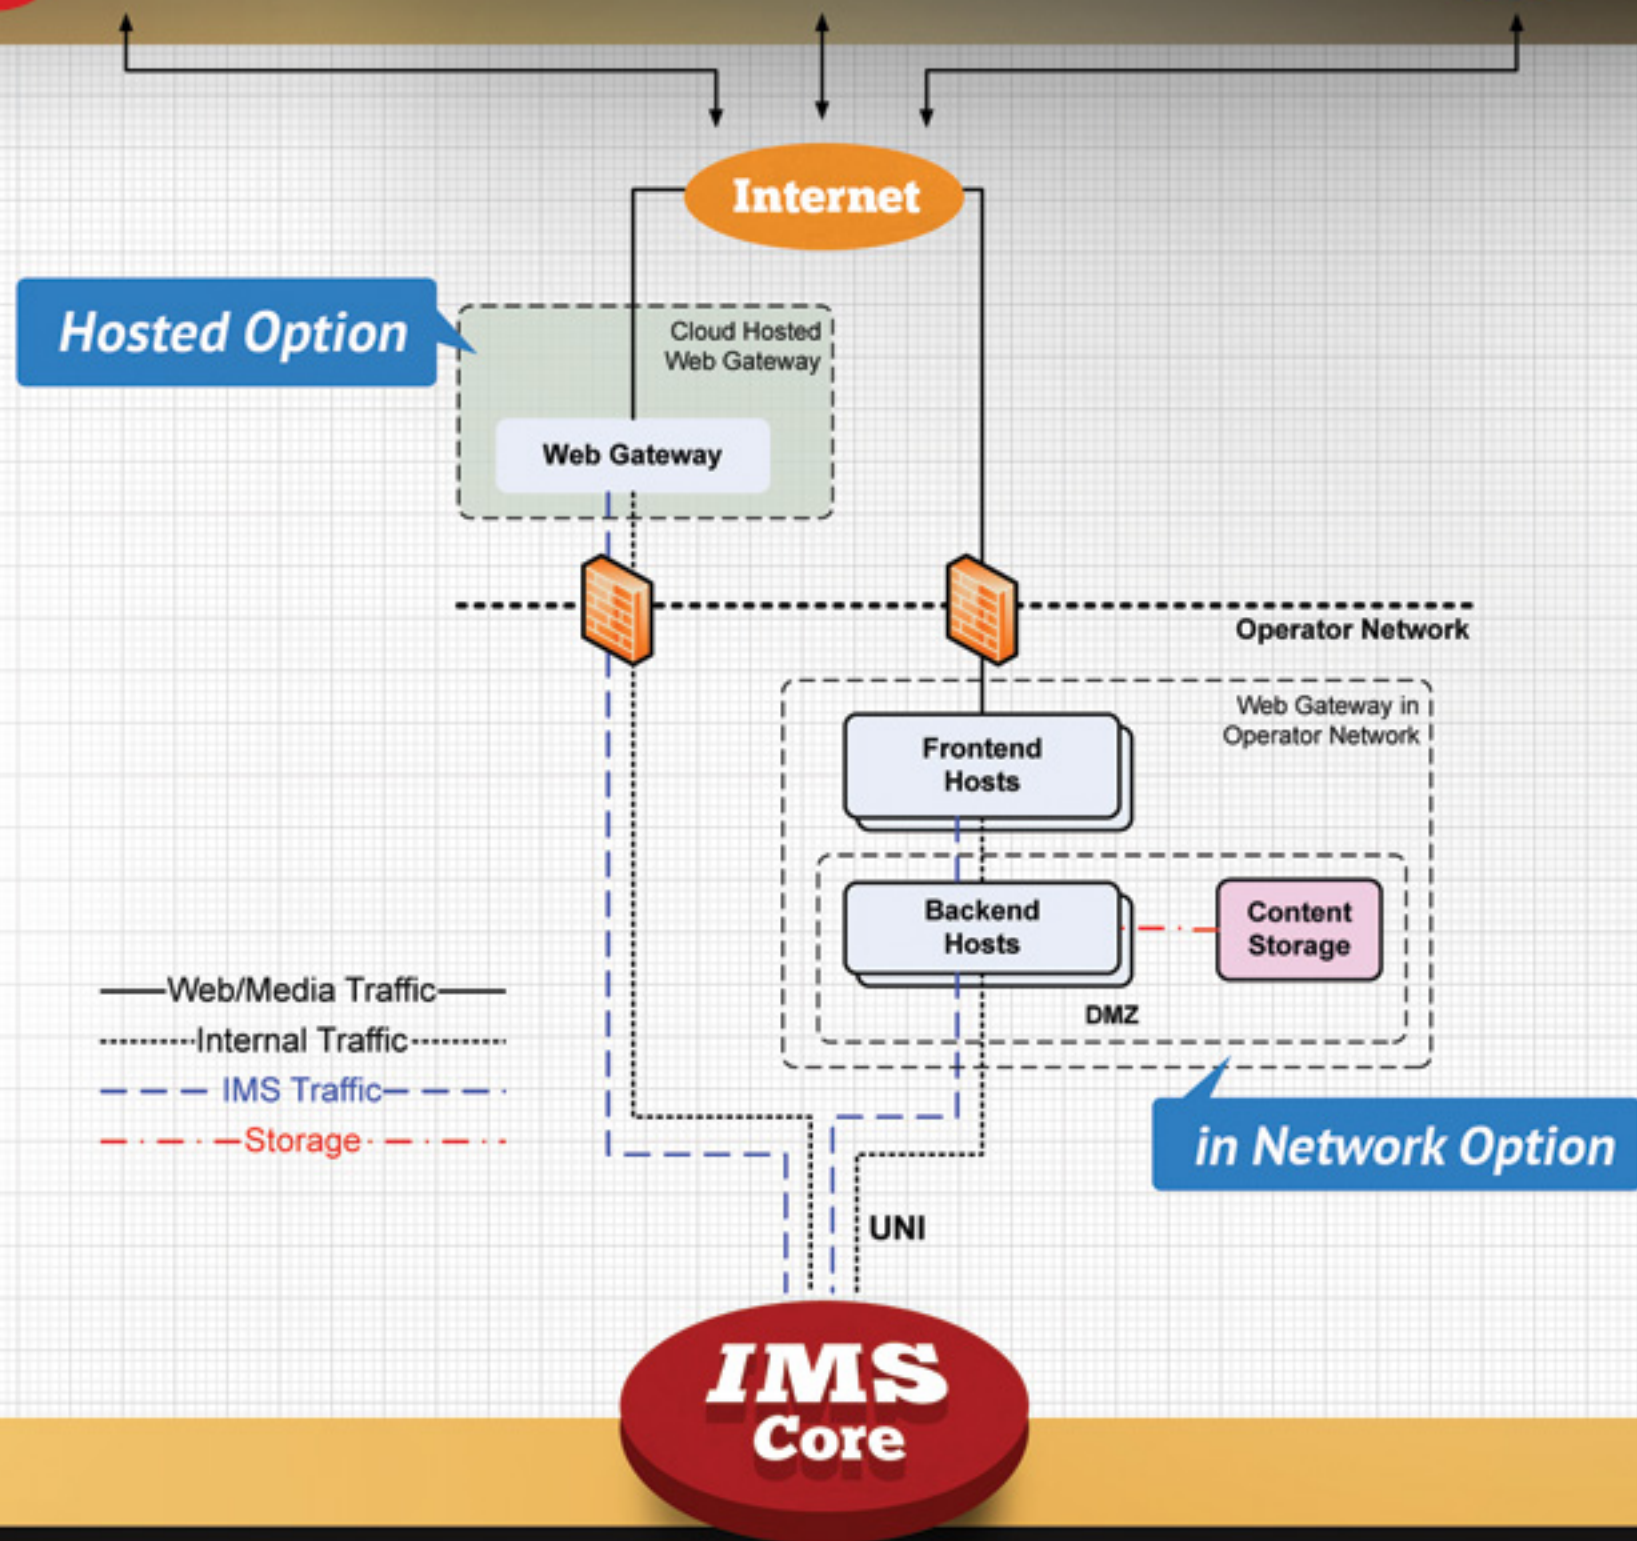 Internet
Hosted Option
Cloud Hosted
Web Gateway
Web Gateway
Operator Network
Web Gateway in
Operator Network
Frontend
Hosts
Backend
Hosts
Content
Storage
DMZ
Web/Media Traffic
Internal Traffic
IMS Traffic
Storage
in Network Option
UNI
IMS
Core